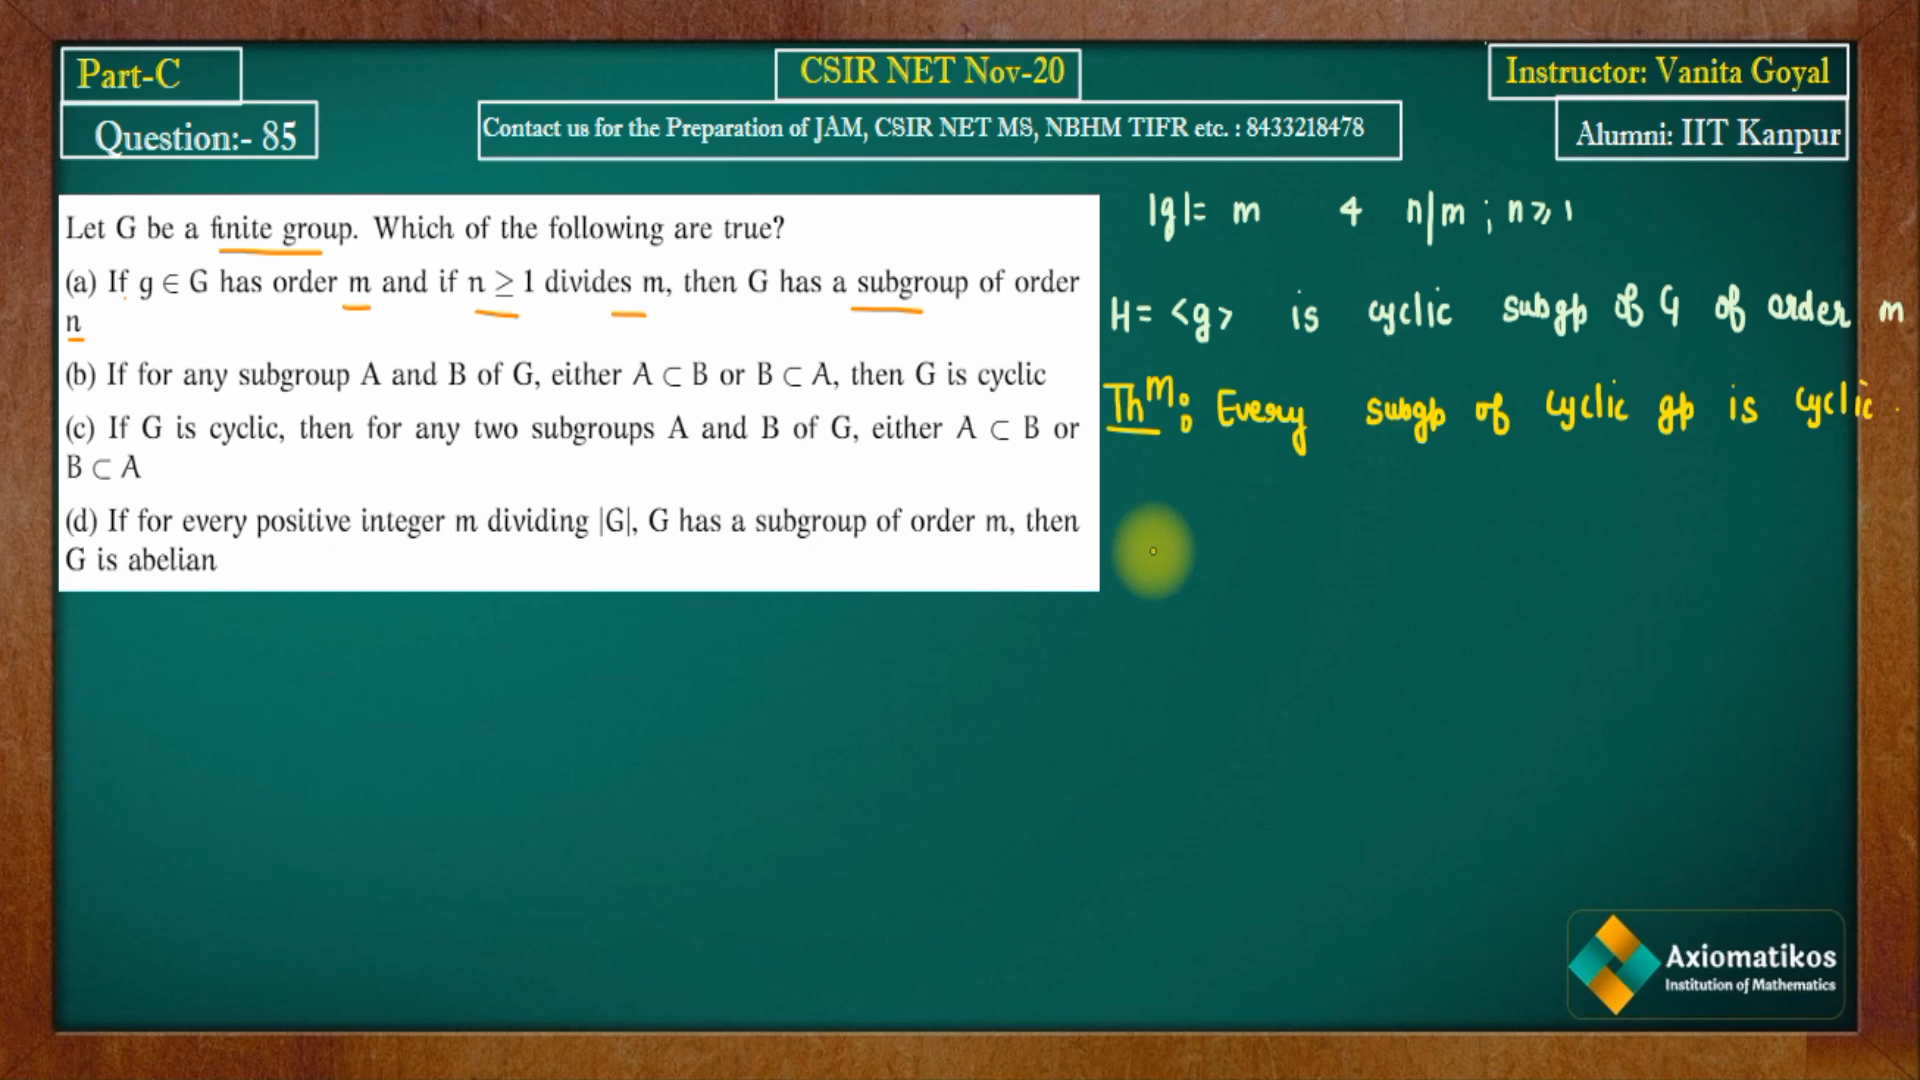 Part-C
CSIR NET Nov-20
Instructor: Vanita Goyal
Question:- 85
Contact us for the Preparation of JAM, CSIR NET MS, NBHM TIFR etc. : 8433218478
Alumni: IIT Kanpur
Let G be a finite group. Which of the following are true?
(a) If g ∈ G has order m and if n ≥ 1 divides m, then G has a subgroup of order
n
(b) If for any subgroup A and B of G, either A ⊂ B or B ⊂ A, then G is cyclic
(c) If G is cyclic, then for any two subgroups A and B of G, either A ⊂ B or
B ⊂ A
(d) If for every positive integer m dividing |G|, G has a subgroup of order m, then
G is abelian
|g|= m & n|m ; n ≥ 1
H= <g> is cyclic subgp of G of order m
Thm: Every subgp of cyclic gp is cyclic.
Axiomatikos
Institution of Mathematics